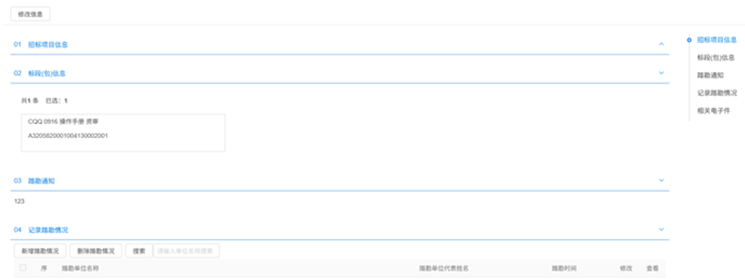 修改信息
01 招标项目信息
02 标段(包)信息
共1 条 已选：1
CQQ 0916 操作手册 资审
A3205820001004130002001
03 踏勘通知
123
04 记录踏勘情况
新增踏勘情况 删除踏勘情况 搜索 请输入单位名称搜索
序 踏勘单位名称 踏勘单位代表姓名 踏勘时间 修改 查看
招标项目信息
标段(包)信息
踏勘通知
记录踏勘情况
相关电子件